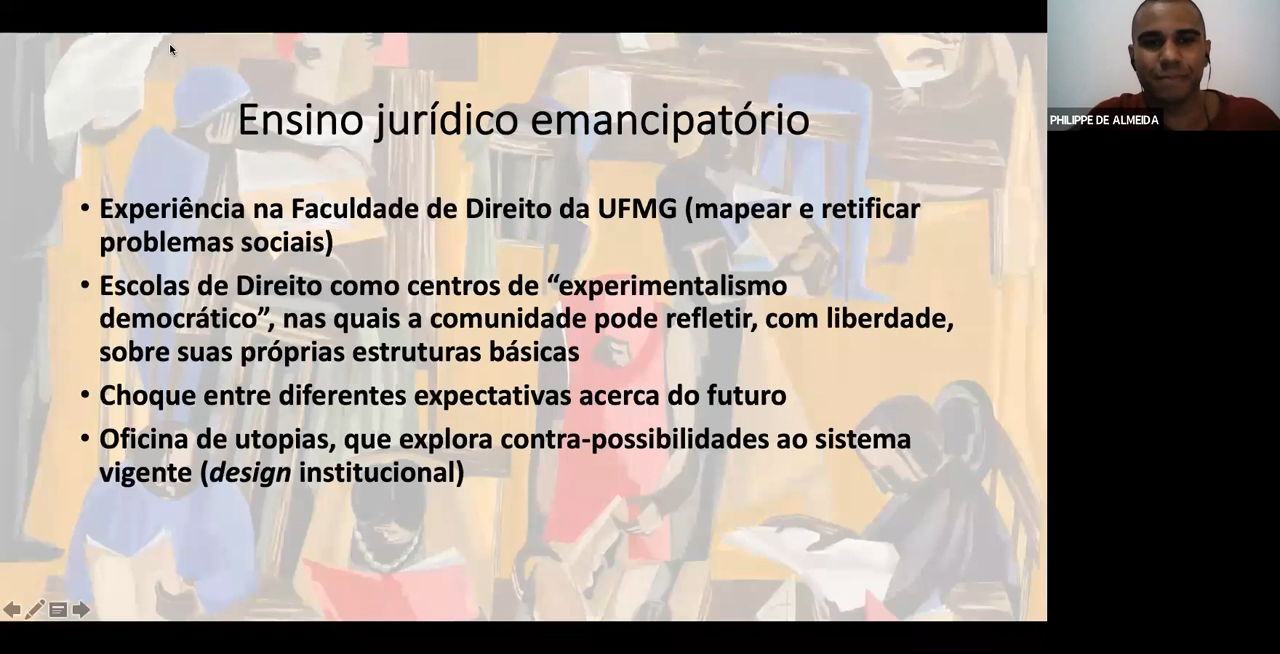 Ensino jurídico emancipatório
• Experiência na Faculdade de Direito da UFMG (mapear e retificar
problemas sociais)
• Escolas de Direito como centros de “experimentalismo
democrático”, nas quais a comunidade pode refletir, com liberdade,
sobre suas próprias estruturas básicas
• Choque entre diferentes expectativas acerca do futuro
• Oficina de utopias, que explora contra-possibilidades ao sistema
vigente (design institucional)
PHILIPPE DE ALMEIDA